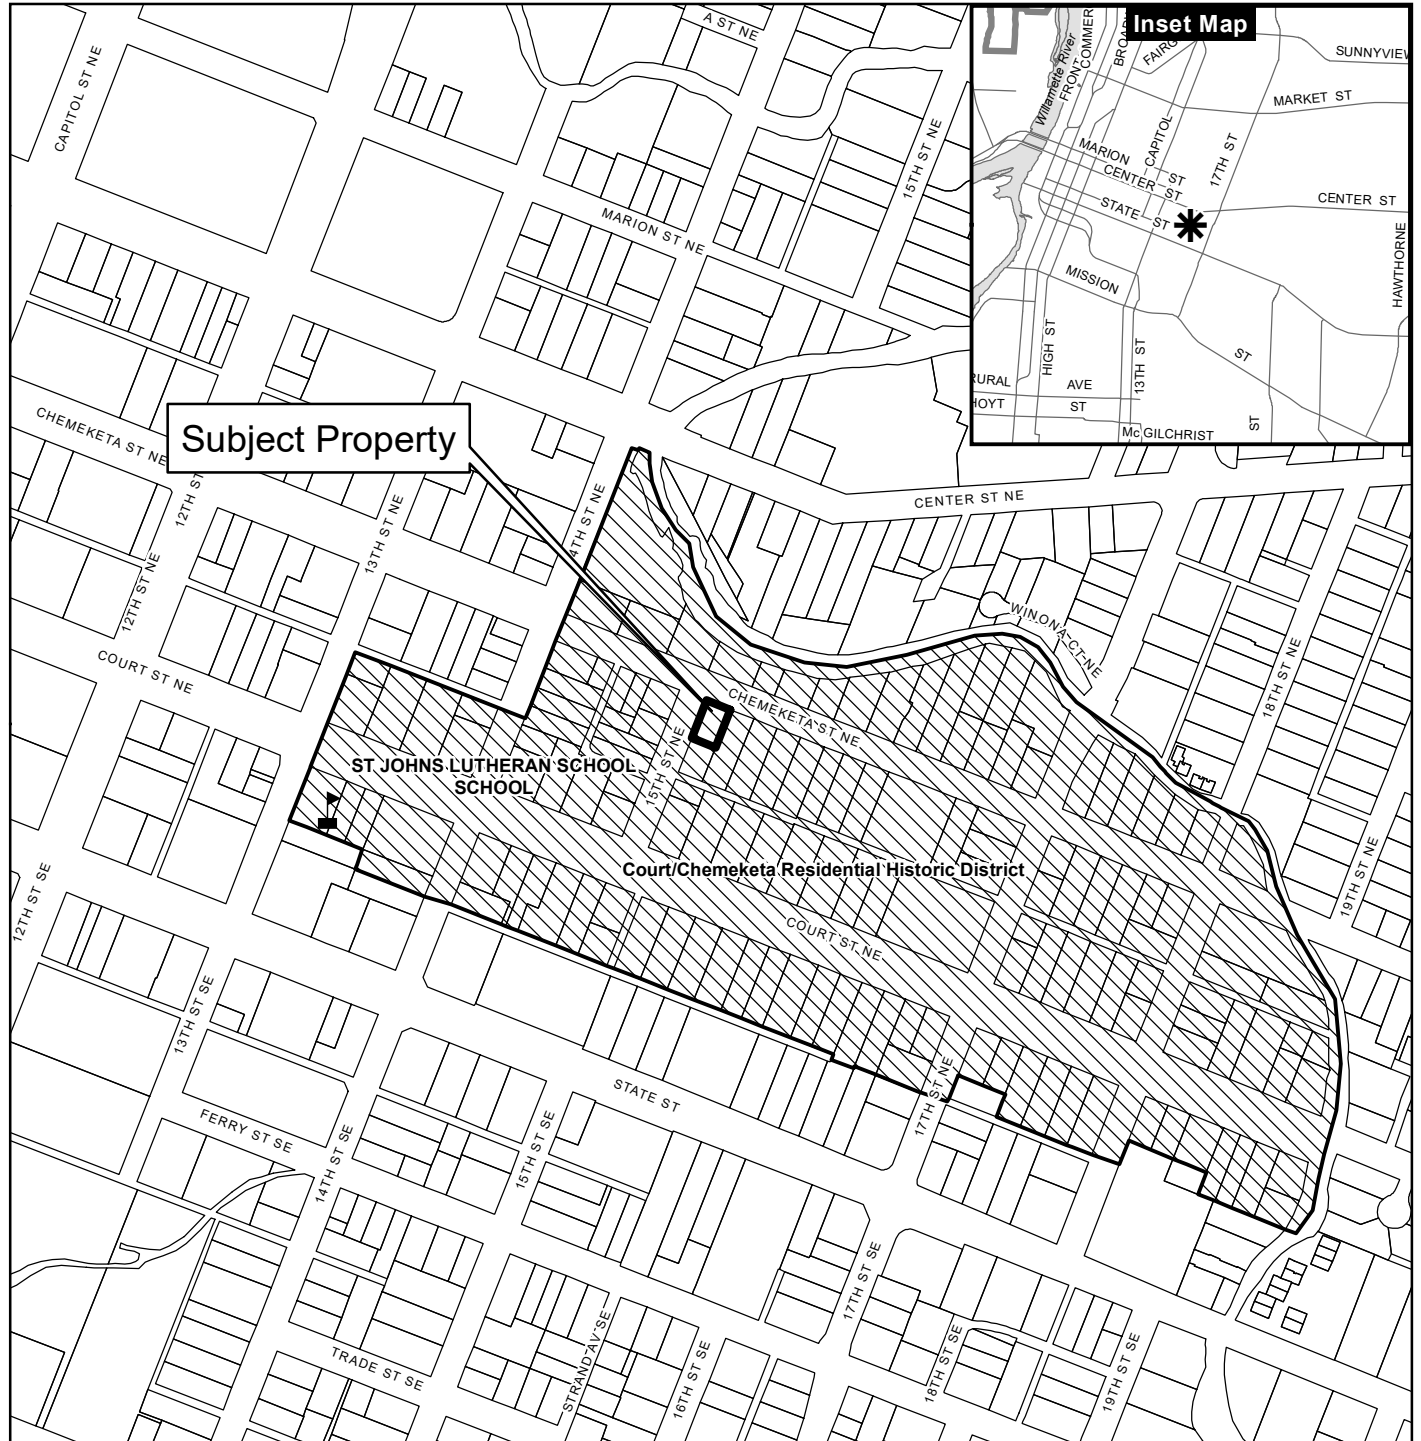 A ST NE
CAPITOL ST NE
15TH ST NE
MARION ST NE
Inset Map
Willamette River
FRONT
COMMER
BROAD
SUNNYVIEW
MARKET ST
CAPITOL
17TH ST
MARION ST
CENTER ST
CENTER ST
STATE ST
HAWTHORNE
MISSION ST
HIGH ST
13TH ST
RURAL AVE
HOYT ST
ST
Mc GILCHRIST
CHEMEKETA ST NE
Subject Property
12TH ST
13TH ST NE
4TH ST NE
CENTER ST NE
12TH ST NE
WINONA CT NE
COURT ST NE
18TH ST NE
CHEMEKETA ST NE
15TH ST NE
ST JOHNS LUTHERAN SCHOOL
SCHOOL
Court/Chemeketa Residential Historic District
12TH ST SE
19TH ST NE
COURT ST NE
13TH ST SE
STATE ST
17TH ST NE
FERRY ST SE
14TH ST SE
15TH ST SE
17TH ST SE
TRADE ST SE
STRAND AV SE
16TH ST SE
18TH ST SE
19TH ST SE